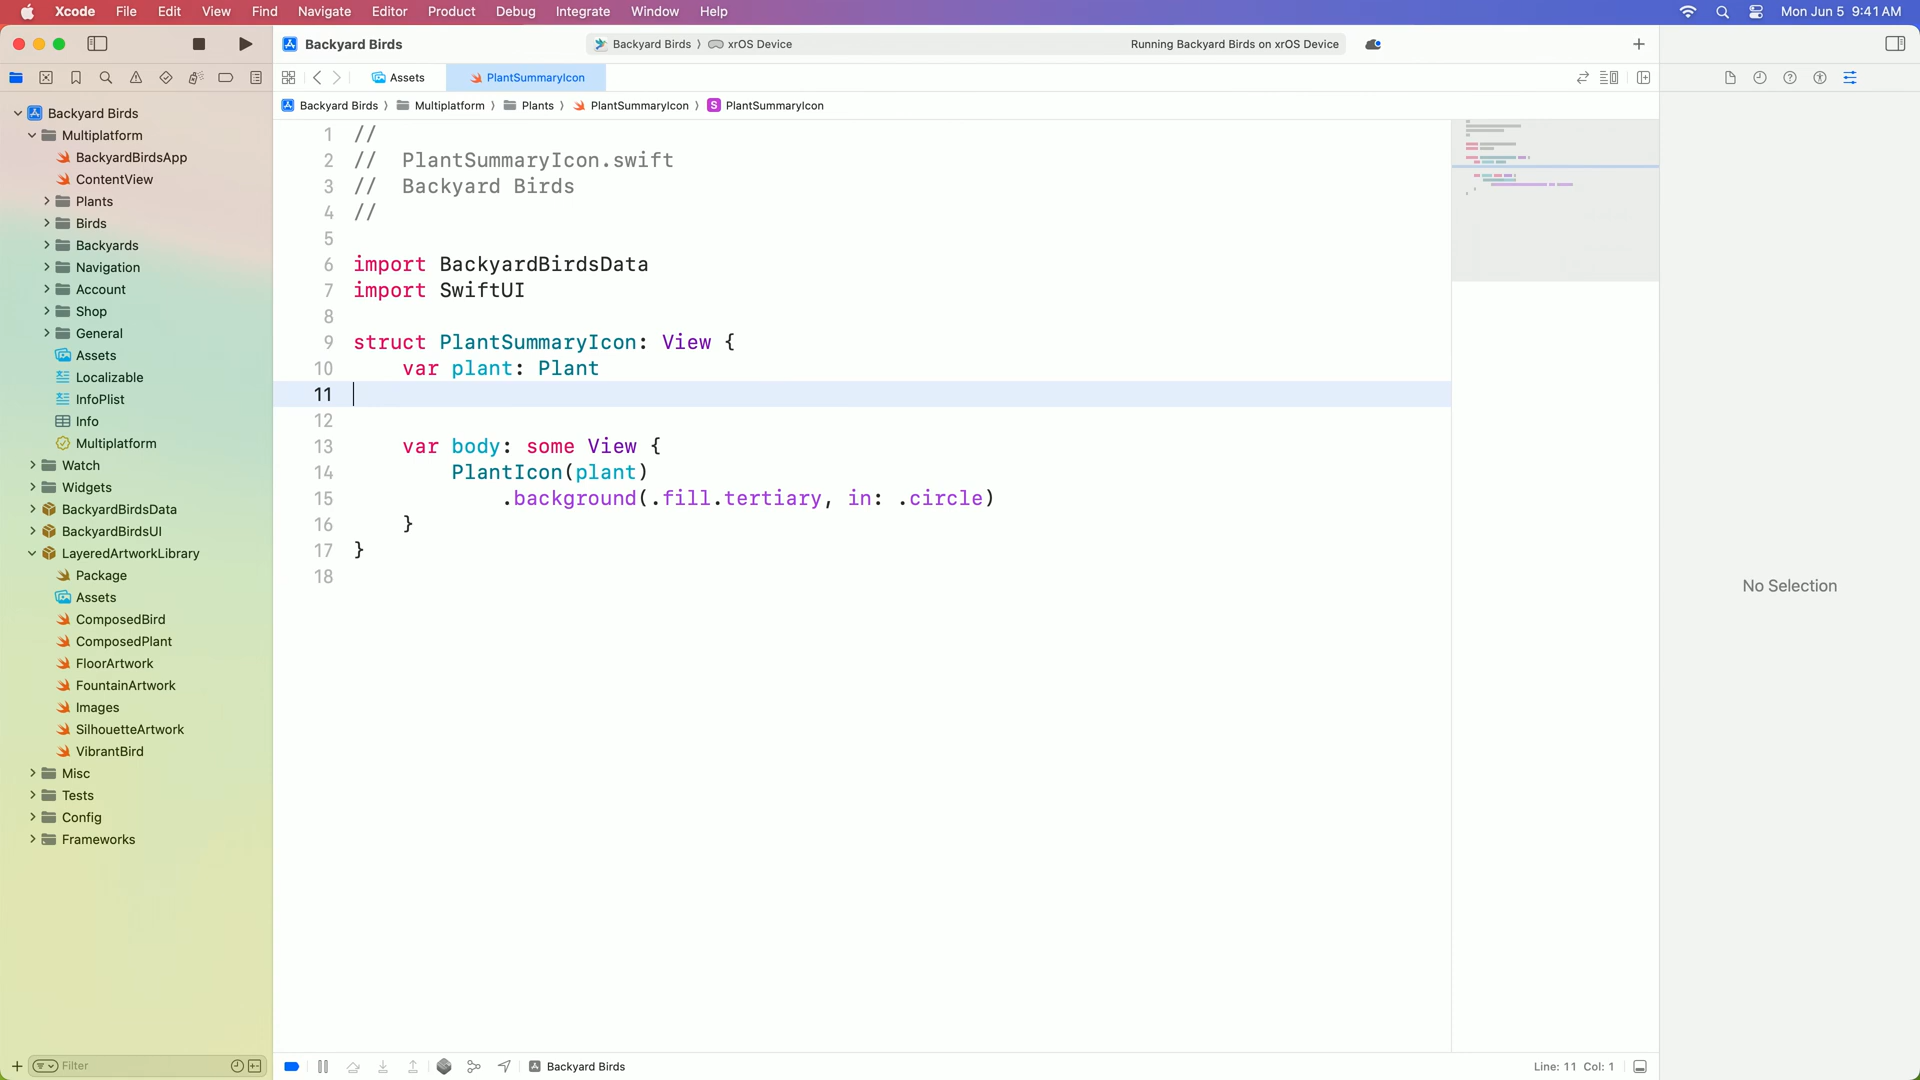 Xcode File Edit View Find Navigate Editor Product Debug Integrate Window Help Mon Jun 5 9:41 AM
Backyard Birds Backyard Birds 〉 xrOS Device Running Backyard Birds on xrOS Device
Assets PlantSummaryIcon
Backyard Birds 〉 Multiplatform 〉 Plants 〉 PlantSummaryIcon 〉 S PlantSummaryIcon
Backyard Birds
Multiplatform
BackyardBirdsApp
ContentView
Plants
Birds
Backyards
Navigation
Account
Shop
General
Assets
Localizable
InfoPlist
Info
Multiplatform
Watch
Widgets
BackyardBirdsData
BackyardBirdsUI
LayeredArtworkLibrary
Package
Assets
ComposedBird
ComposedPlant
FloorArtwork
FountainArtwork
Images
SilhouetteArtwork
VibrantBird
Misc
Tests
Config
Frameworks
Filter
1 //
2 // PlantSummaryIcon.swift
3 // Backyard Birds
4 //
5
6 import BackyardBirdsData
7 import SwiftUI
8
9 struct PlantSummaryIcon: View {
10 var plant: Plant
11
12
13 var body: some View {
14 PlantIcon(plant)
15 .background(.fill.tertiary, in: .circle)
16 }
17 }
18
No Selection
Backyard Birds Line: 11 Col: 1